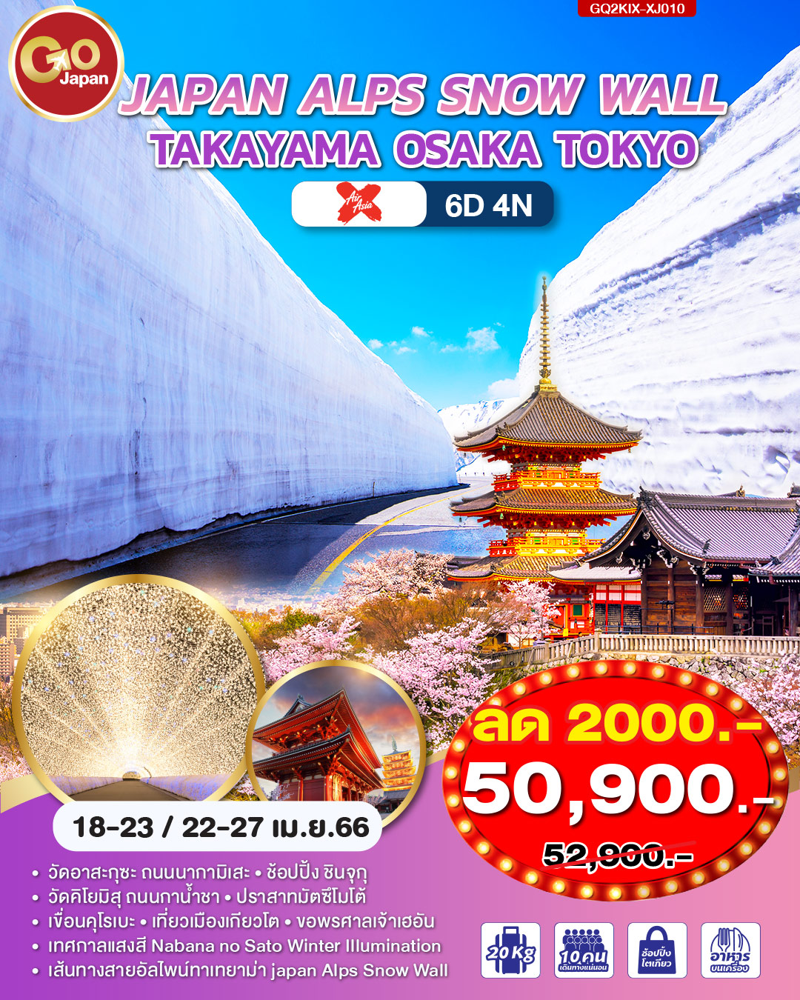 GQ2KIX-XJ010
GO
Japan
JAPAN ALPS SNOW WALL
TAKAYAMA OSAKA TOKYO
Air Asia X
6D 4N
ลด 2000.-
50,900.-
52,900.-
18-23 / 22-27 เม.ย.66
• วัดอาสะกุซะ ถนนนากามิเสะ • ช้อปปิ้ง ชินจุกุ
• วัดคิโยมิสุ ถนนกาน้ำชา • ปราสาทมัตซึโมโต้
• เขื่อนคุโรเบะ • เที่ยวเมืองเกียวโต • ขอพรศาลเจ้าเฮอัน
• เทศกาลแสงสี Nabana no Sato Winter Illumination
• เส้นทางสายอัลไพน์ทาเทยาม่า japan Alps Snow Wall
20Kg
10 คน
เดินทางแน่นอน
ช้อปปิ้ง
โตเกียว
อาหาร
บนเครื่อง